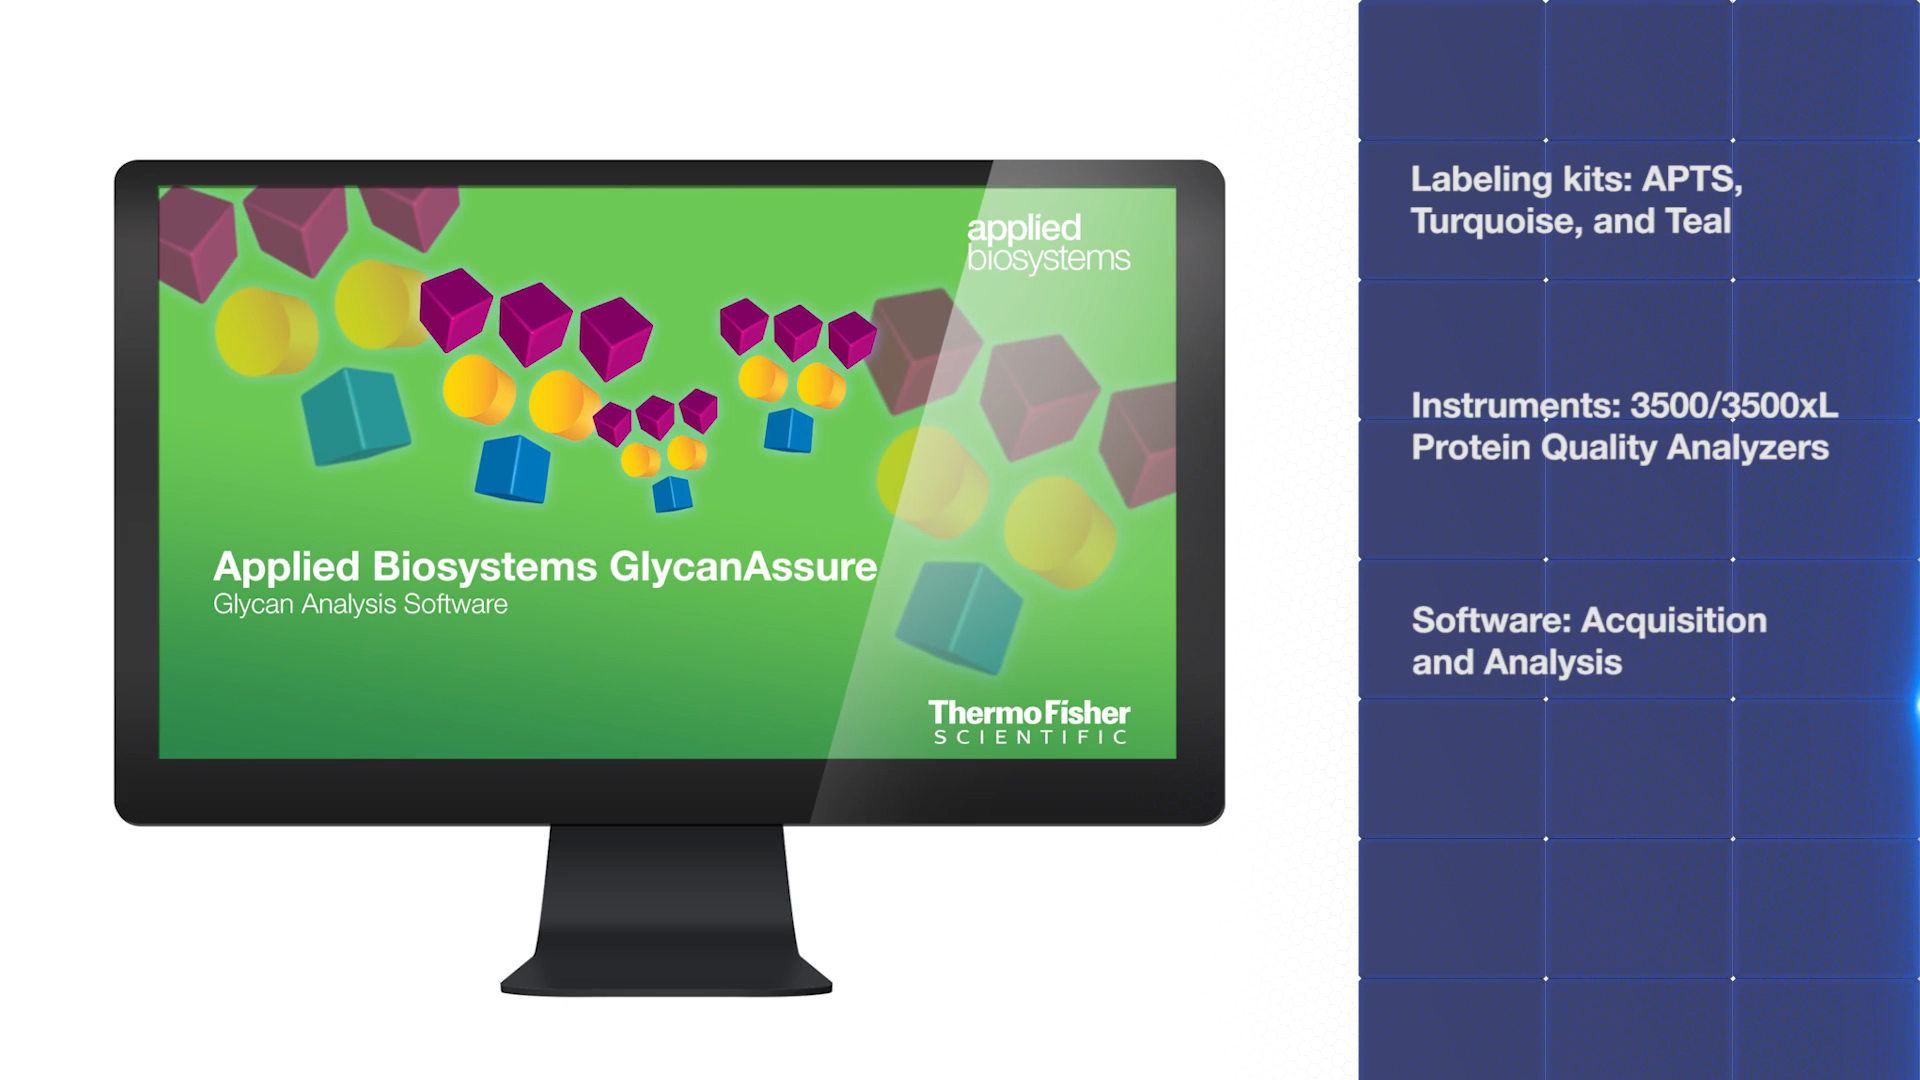 applied
biosystems
Applied Biosystems GlycanAssure
Glycan Analysis Software
ThermoFisher
SCIENTIFIC
Labeling kits: APTS,
Turquoise, and Teal
Instruments: 3500/3500xL
Protein Quality Analyzers
Software: Acquisition
and Analysis